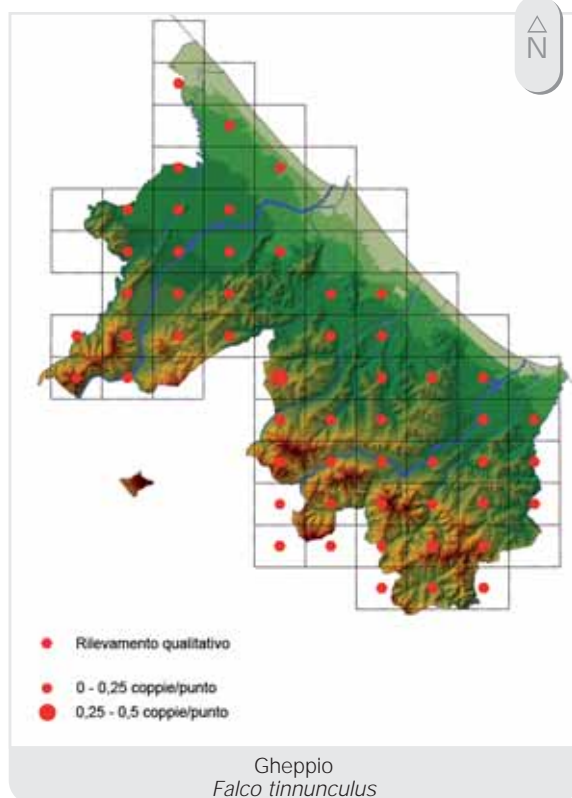 N
Rilevamento qualitativo
0 - 0,25 coppie/punto
0,25 - 0,5 coppie/punto
Gheppio
Falco tinnunculus